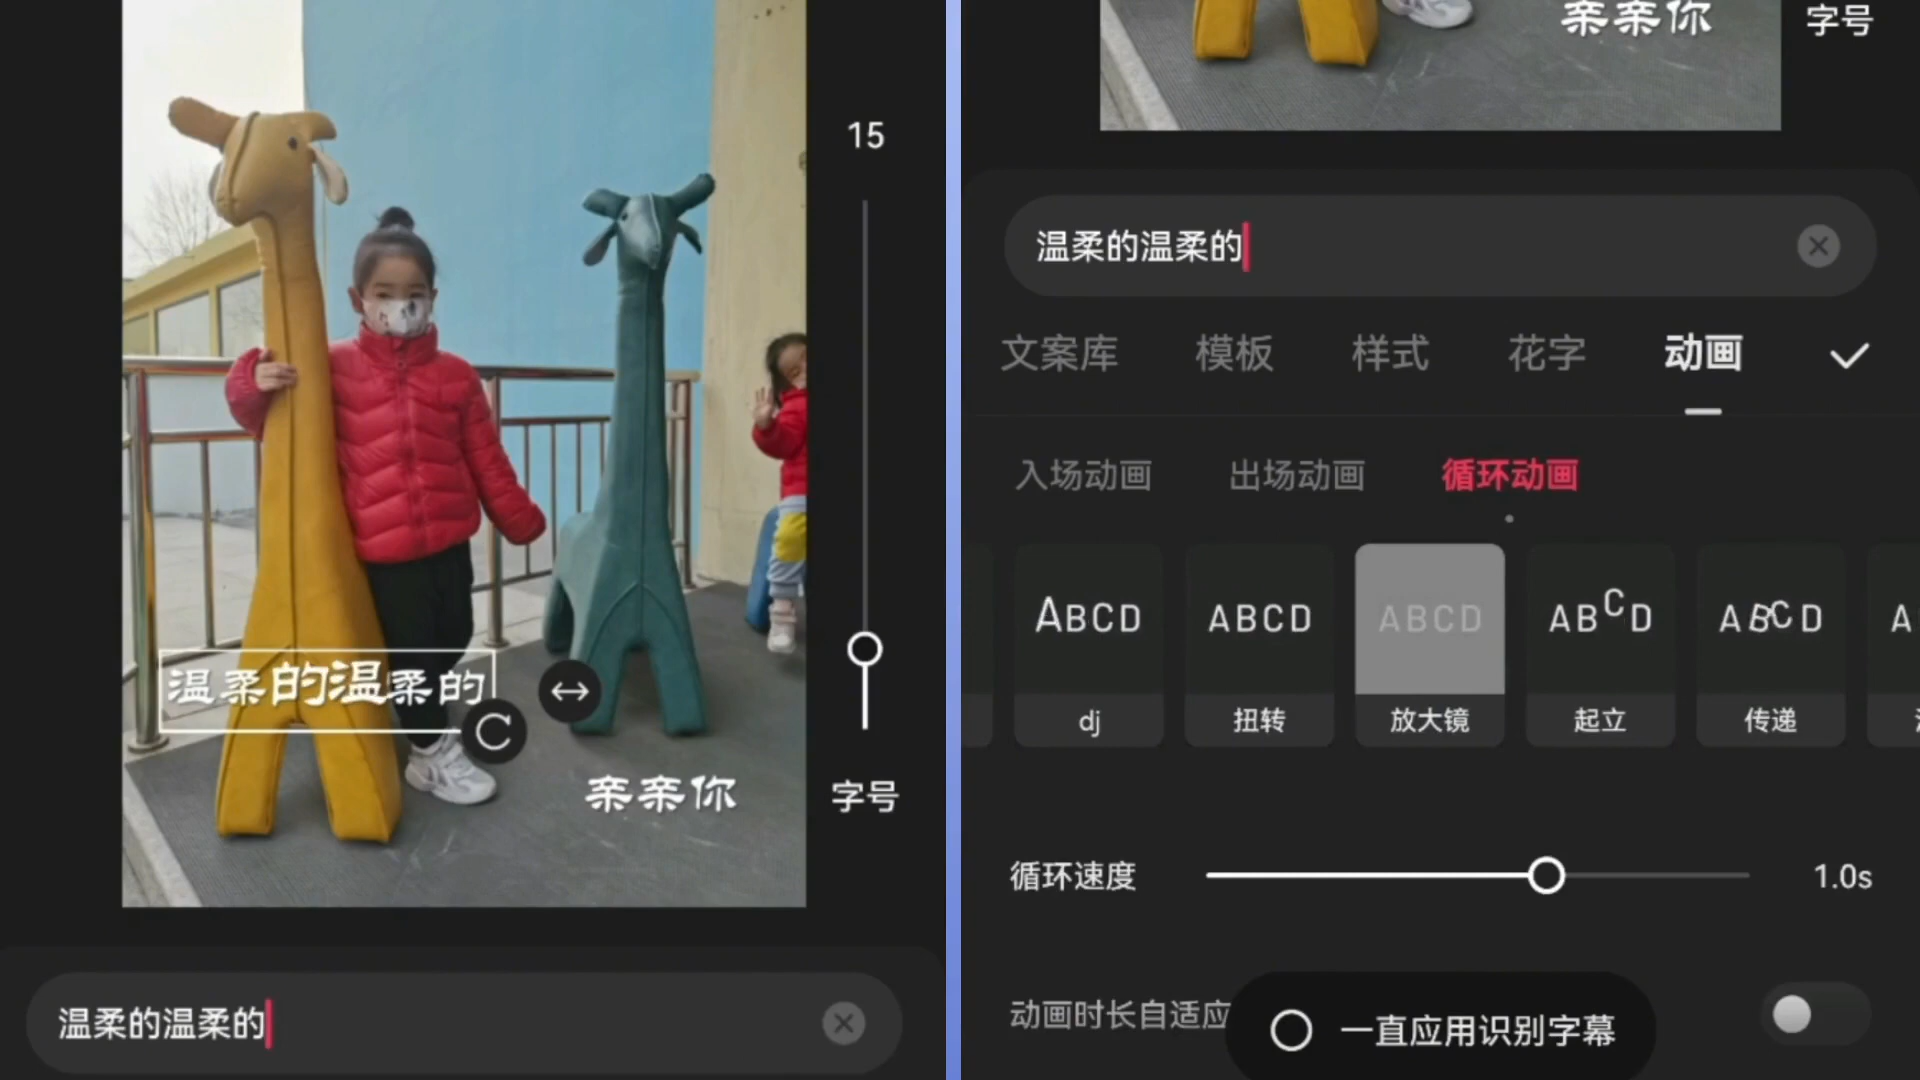 15
温柔的温柔的
亲亲你
字号
温柔的温柔的
亲亲你
字号
温柔的温柔的
文案库 模板 样式 花字 动画
入场动画 出场动画 循环动画
ABCD ABCD ABCD ABCD ABCD A
dj 扭转 放大镜 起立 传递
循环速度 1.0s
动画时长自适应
一直应用识别字幕